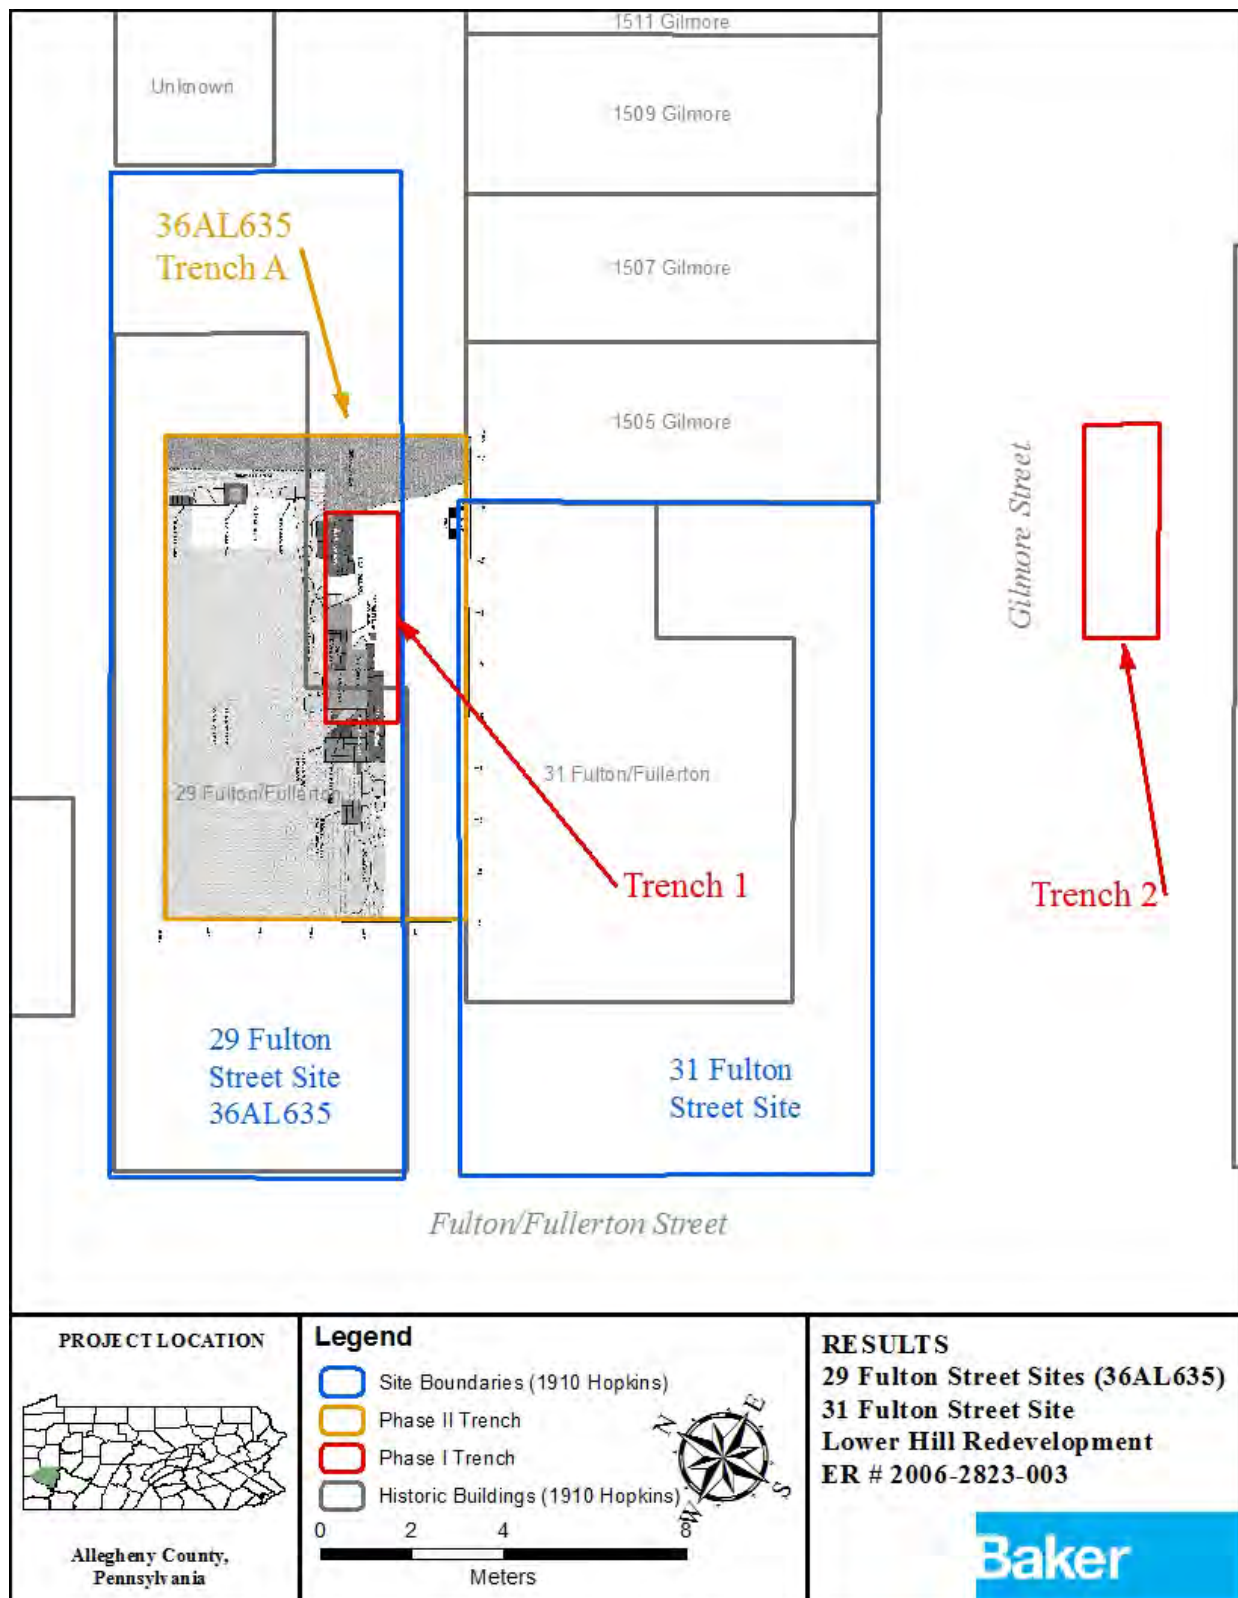 1511 Gilmore
Unknown
1509 Gilmore
36AL635
Trench A
1507 Gilmore
1505 Gilmore
Gilmore Street
31 Fulton/Fullerton
29 Fulton/Fullerton
Trench 1
Trench 2
29 Fulton
Street Site
36AL635
31 Fulton
Street Site
Fulton/Fullerton Street
PROJECT LOCATION
Allegheny County,
Pennsylvania
Legend
Site Boundaries (1910 Hopkins)
Phase II Trench
Phase I Trench
Historic Buildings (1910 Hopkins)
N
E
W
S
0 2 4 8
Meters
RESULTS
29 Fulton Street Sites (36AL635)
31 Fulton Street Site
Lower Hill Redevelopment
ER # 2006-2823-003
Baker